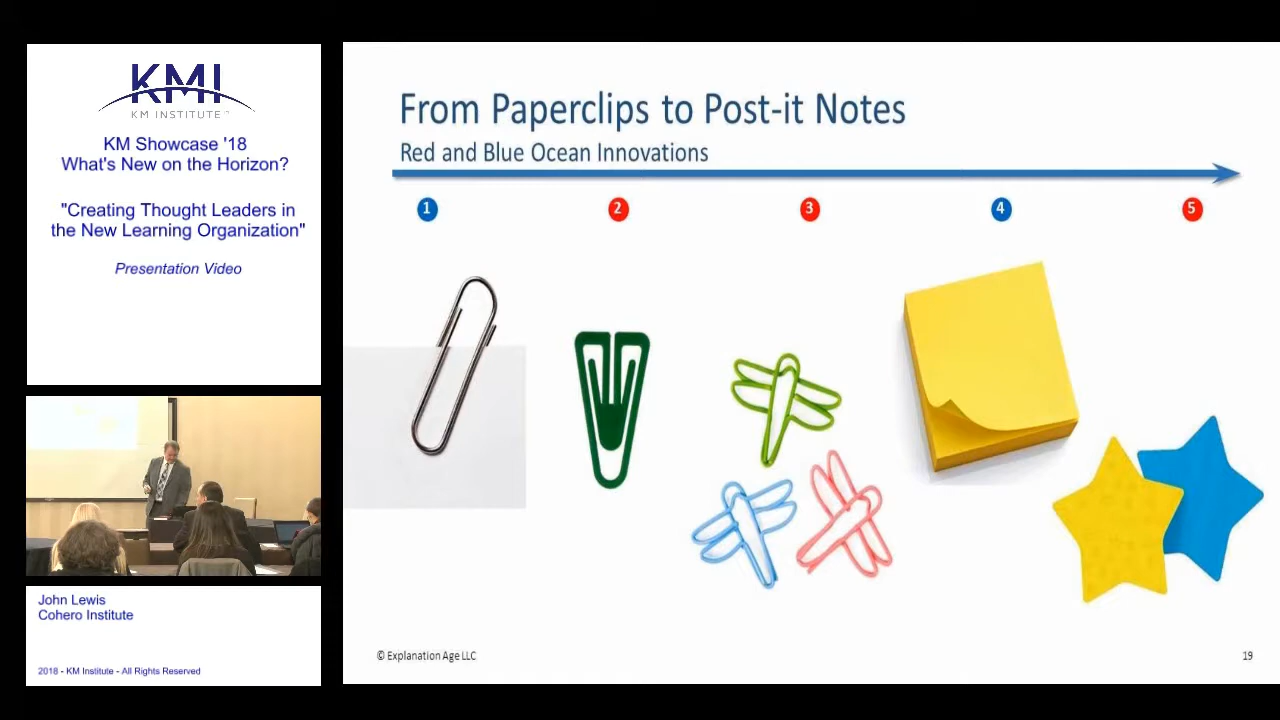 KMI
KM INSTITUTE
KM Showcase '18
What's New on the Horizon?
"Creating Thought Leaders in
the New Learning Organization"
Presentation Video
John Lewis
Cohero Institute
2018 - KM Institute - All Rights Reserved
From Paperclips to Post-it Notes
Red and Blue Ocean Innovations
1 2 3 4 5
© Explanation Age LLC
19